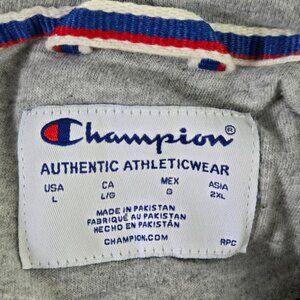 Champion®
AUTHENTIC ATHLETICWEAR
USA CA MEX ASIA
L L/G G 2XL
MADE IN PAKISTAN
FABRIQUÉ AU PAKISTAN
HECHO EN PAKISTAN
CHAMPION.COM RPC